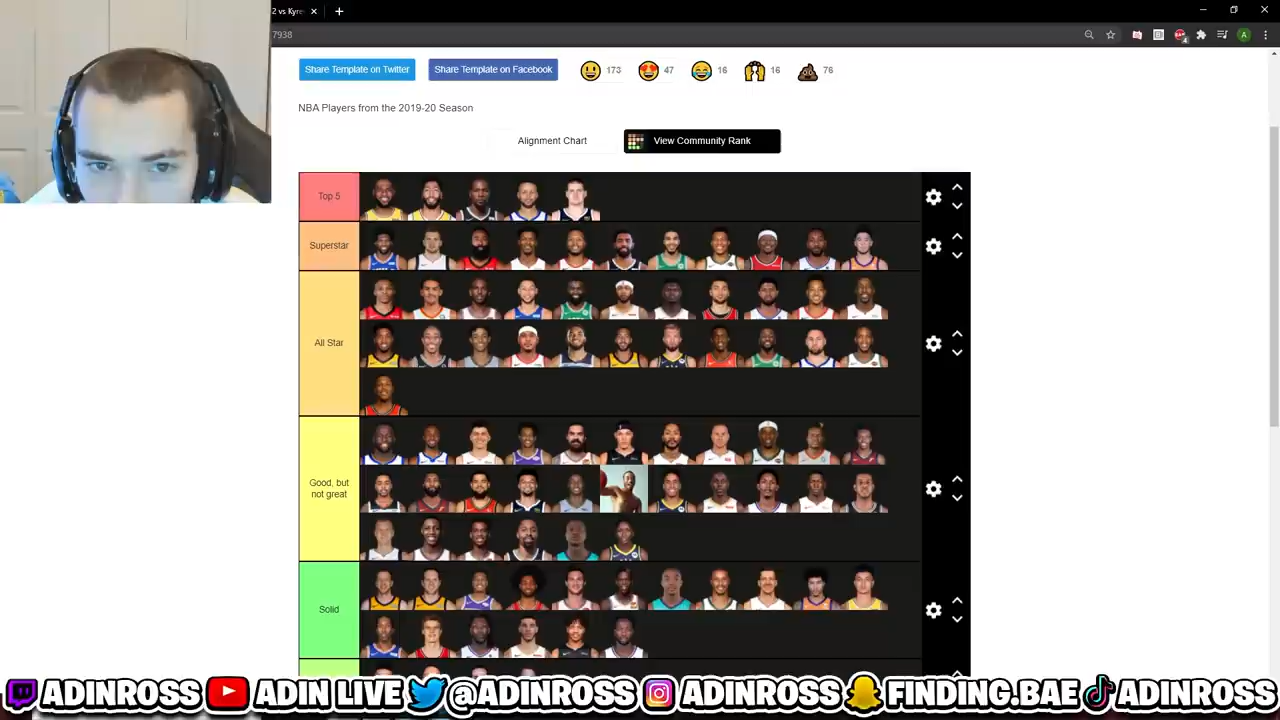 2 vs Kyre
7938
A
4
Share Template on Twitter
Share Template on Facebook
173
47
16
16
76
NBA Players from the 2019-20 Season
Alignment Chart
View Community Rank
Top 5
Superstar
All Star
Good, but
not great
Solid
ADINROSS
ADIN LIVE
@ADINROSS
ADINROSS
FINDING.BAE
ADINROSS